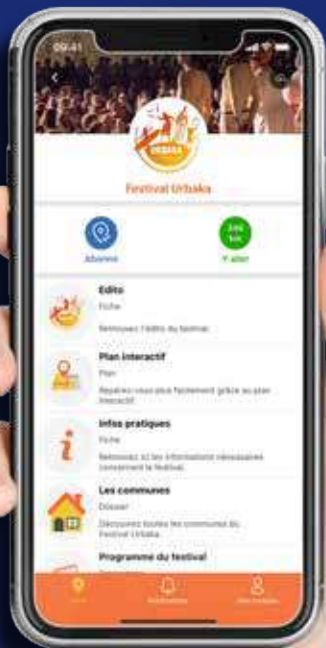 09:41
URBAKA
Festival Urbaka
Abonné
Y aller
Edito
Fiche
Retrouvez l'édito du festival.
Plan interactif
Plan
Repérez-vous plus facilement grâce au plan
interactif.
Infos pratiques
Fiche
Retrouvez ici les informations nécessaires
concernant le festival.
Les communes
Dossier
Découvrez toutes les communes du
Festival Urbaka.
Programme du festival